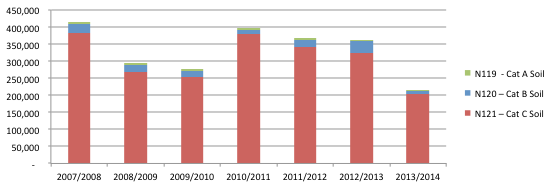 450,000
400,000
350,000
300,000
250,000
200,000
150,000
100,000
50,000
-
2007/2008 2008/2009 2009/2010 2010/2011 2011/2012 2012/2013 2013/2014
N119 - Cat A Soil
N120 – Cat B Soil
N121 – Cat C Soil